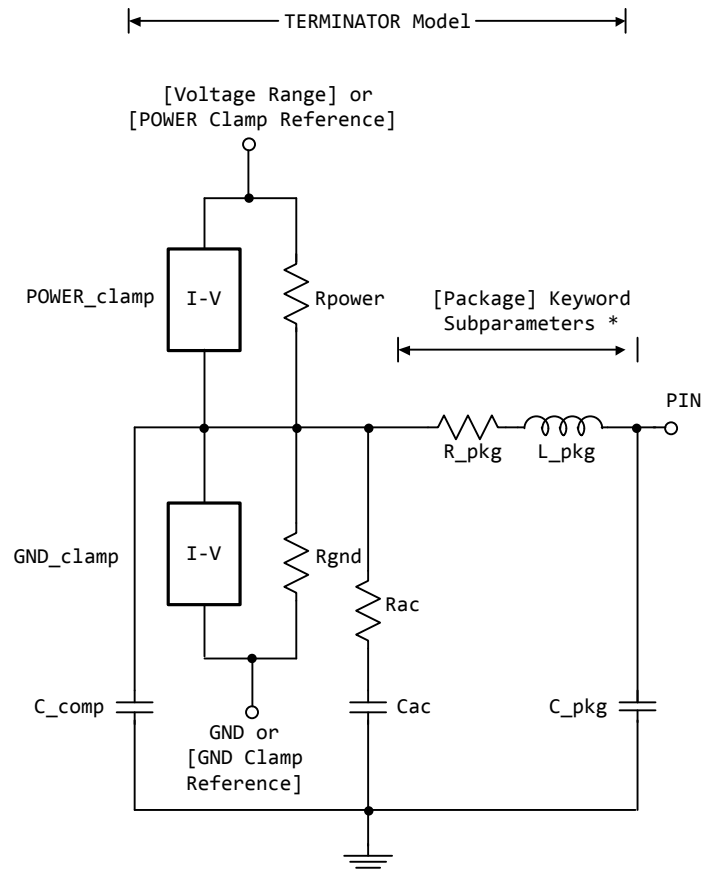 TERMINATOR Model
[Voltage Range] or
[POWER Clamp Reference]
POWER_clamp
I-V
Rpower
[Package] Keyword
Subparameters *
PIN
R_pkg
L_pkg
GND_clamp
I-V
Rgnd
Rac
C_comp
Cac
C_pkg
GND or
[GND Clamp
Reference]